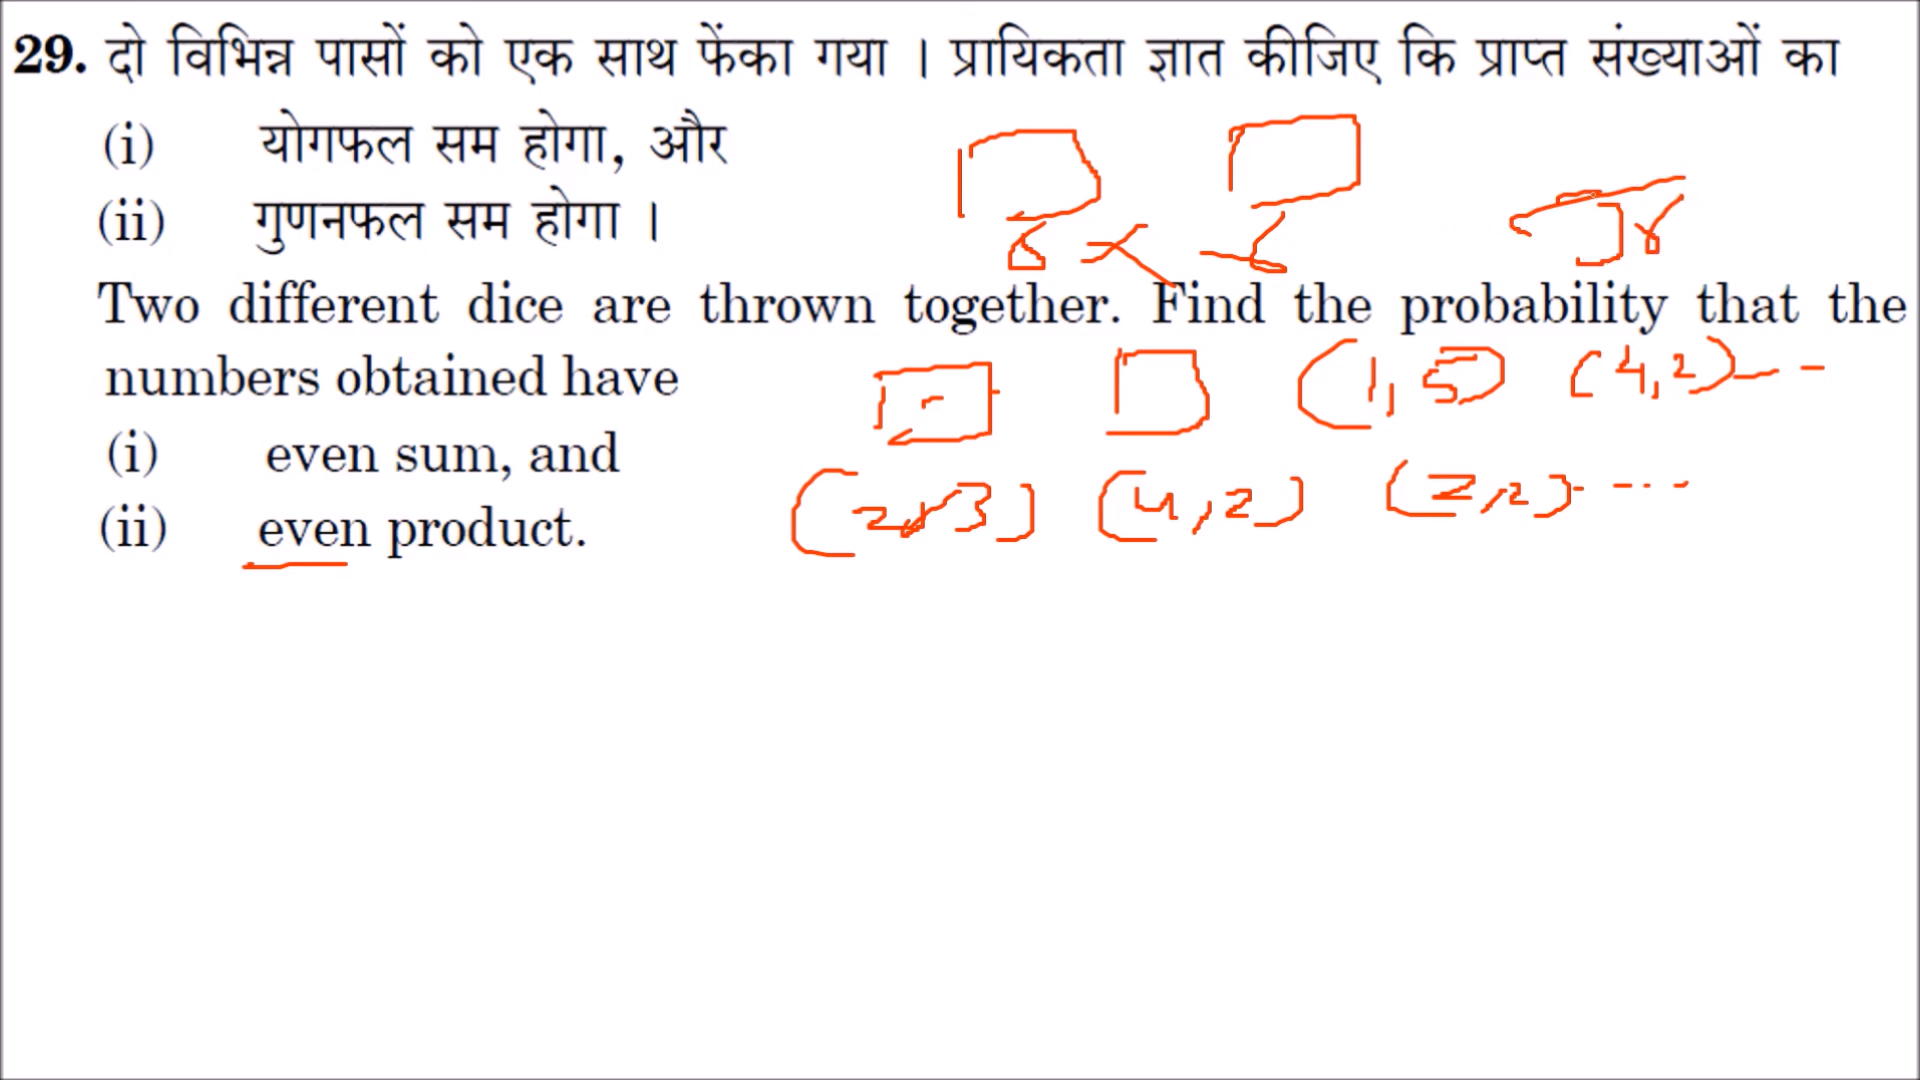 29. दो विभिन्न पासों को एक साथ फेंका गया । प्रायिकता ज्ञात कीजिए कि प्राप्त संख्याओं का
(i) योगफल सम होगा, और
(ii) गुणनफल सम होगा ।
6 × 6
Two different dice are thrown together. Find the probability that the
numbers obtained have
(1, 5) (4, 2) - -
(i) even sum, and
(2, 3) (4, 2) (2, 2) - - - -
(ii) even product.